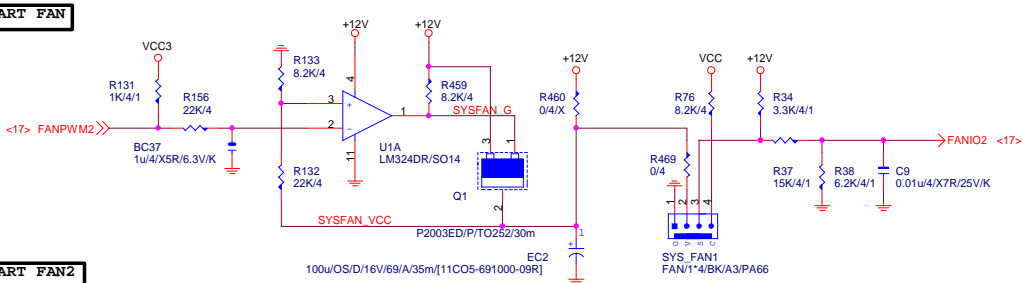 ART FAN
+12V
+12V
VCC3
R133
8.2K/4
+12V
VCC
+12V
R131
1K/4/1
R156
22K/4
4
R459
8.2K/4
R460
0/4/X
R76
8.2K/4
R34
3.3K/4/1
3
+
1
SYSFAN_G
<17> FANPWM2
2
-
FANIO2 <17>
U1A
LM324DR/SO14
3
1
BC37
1u/4/X5R/6.3V/K
11
R469
0/4
R37
15K/4/1
R38
6.2K/4/1
C9
0.01u/4/X7R/25V/K
R132
22K/4
Q1
2
1
2
3
4
SYSFAN_VCC
P2003ED/P/TO252/30m
1
+
G
V
S
C
EC2
100u/OS/D/16V/69/A/35m/[11CO5-691000-09R]
SYS_FAN1
FAN/1*4/BK/A3/PA66
ART FAN2